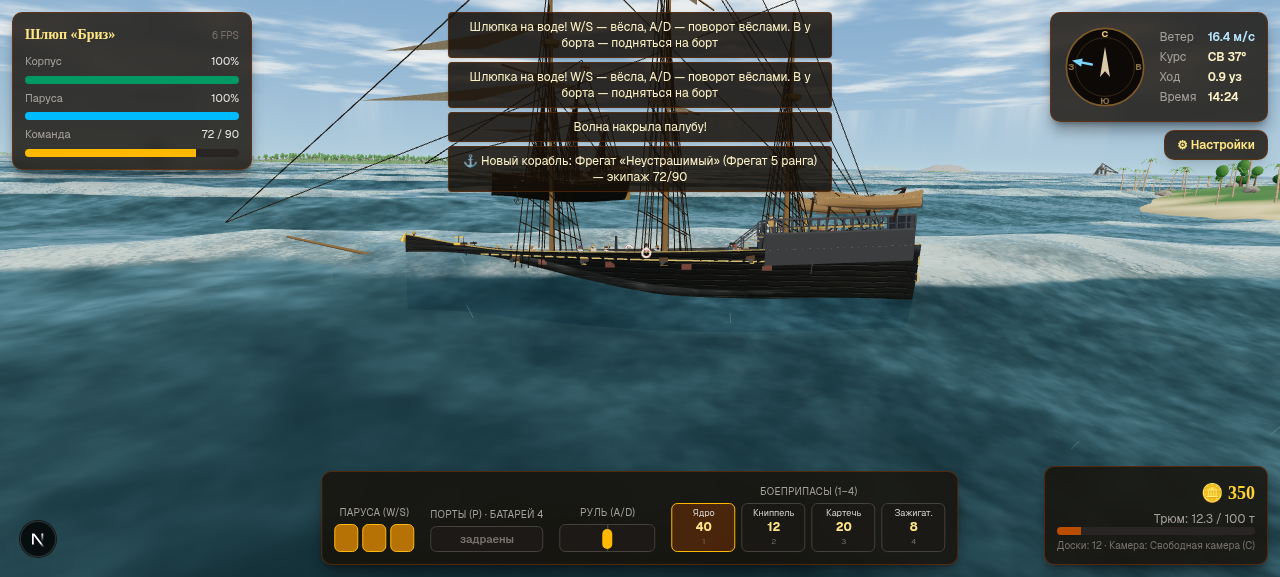 Шлюп «Бриз»
6 FPS
Корпус 100%
Паруса 100%
Команда 72 / 90
Шлюпка на воде! W/S — вёсла, A/D — поворот вёслами. В у
борта — подняться на борт
Шлюпка на воде! W/S — вёсла, A/D — поворот вёслами. В у
борта — подняться на борт
Волна накрыла палубу!
⚓ Новый корабль: Фрегат «Неустрашимый» (Фрегат 5 ранга)
— экипаж 72/90
С
З
В
Ю
Ветер 16.4 м/с
Курс СВ 37°
Ход 0.9 уз
Время 14:24
⚙ Настройки
ПАРУСА (W/S)
ПОРТЫ (P) · БАТАРЕЙ 4
задраены
РУЛЬ (A/D)
БОЕПРИПАСЫ (1–4)
Ядро
40
1
Книппель
12
2
Картечь
20
3
Зажигат.
8
4
350
Трюм: 12.3 / 100 т
Доски: 12 · Камера: Свободная камера (C)
N